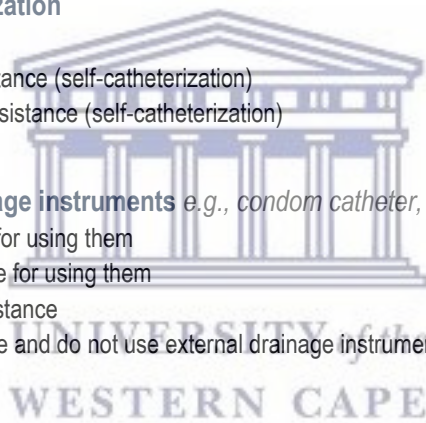 zation
tance (self-catheterization)
sistance (self-catheterization)
age instruments e.g., condom catheter,
for using them
e for using them
stance
e and do not use external drainage instrumen
UNIVERSITY of the
WESTERN CAPE